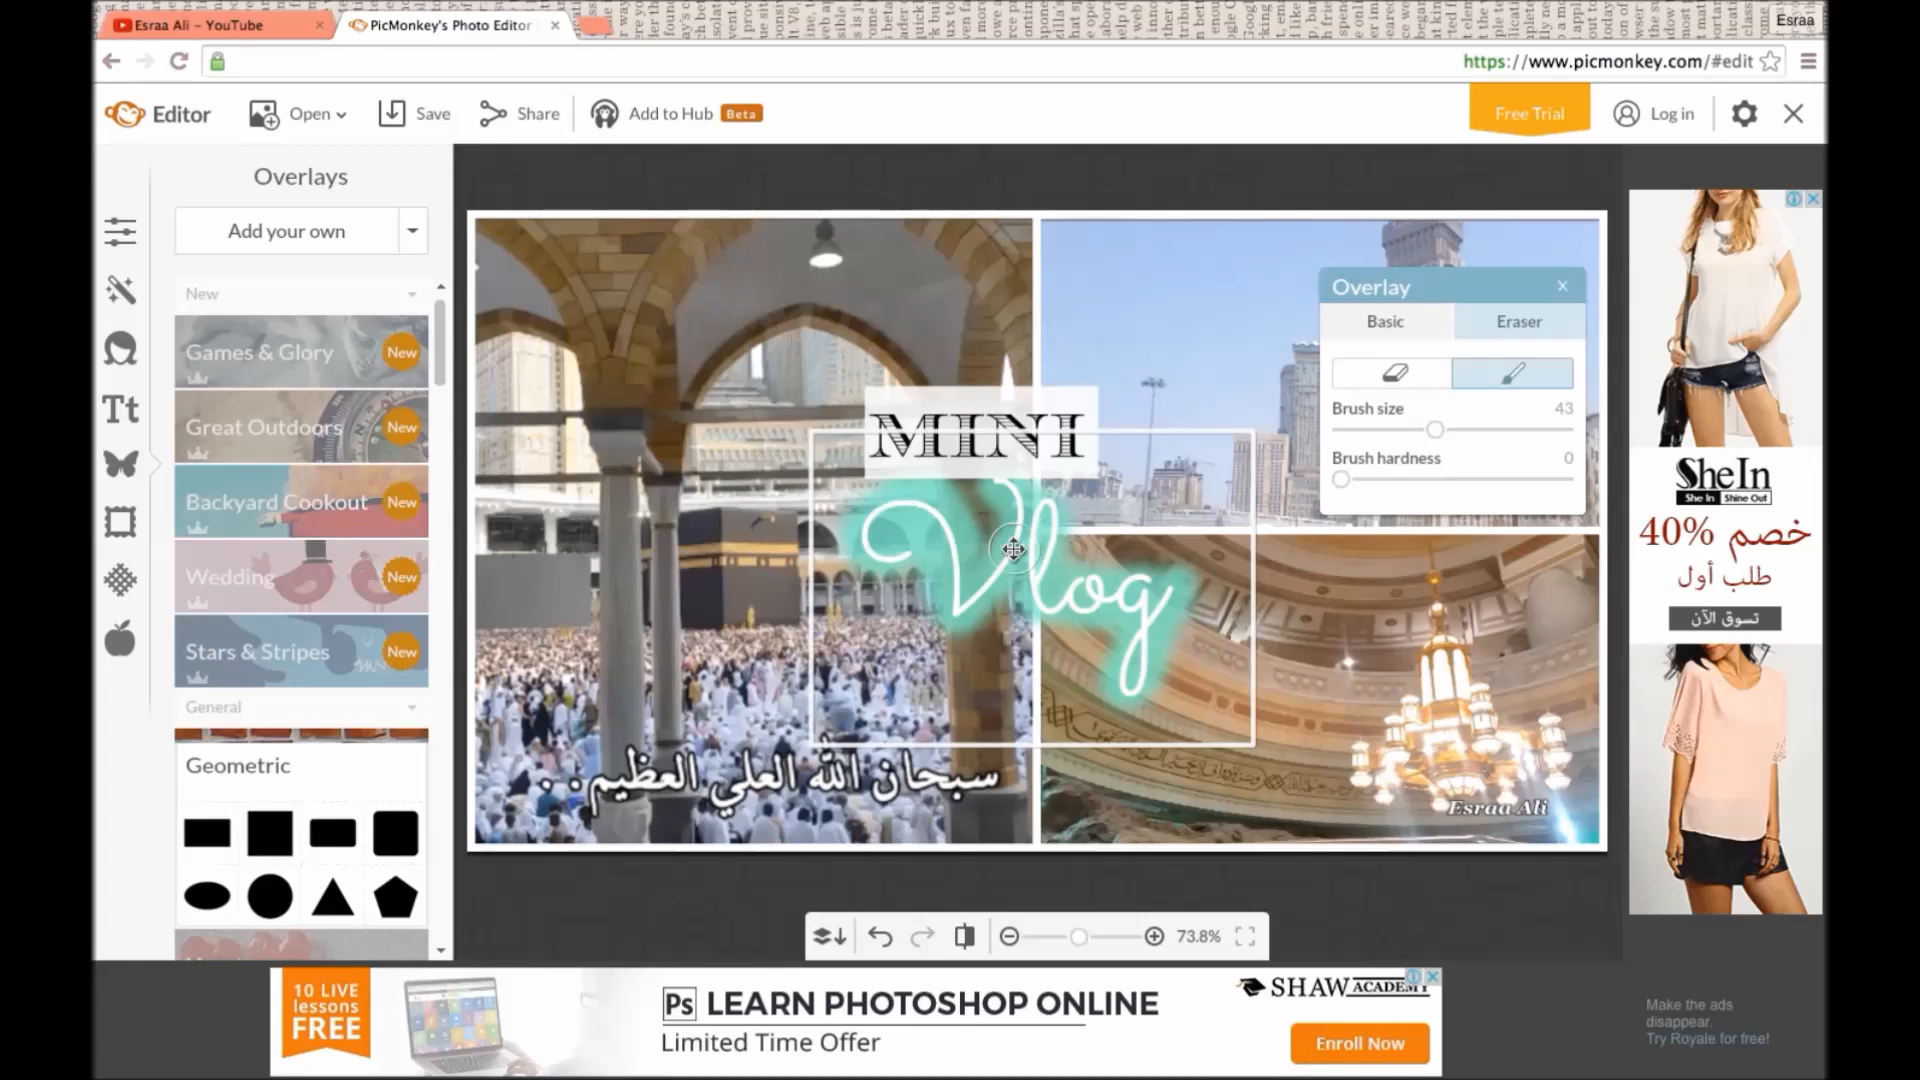 Esraa Ali - YouTube
PicMonkey's Photo Editor
Esraa
https://www.picmonkey.com/#edit
Editor
Open
Save
Share
Add to Hub
Beta
Free Trial
Log in
Overlays
Add your own
New
Games & Glory
New
Great Outdoors
New
Backyard Cookout
New
Wedding
New
Stars & Stripes
New
General
Geometric
MINI
Vlog
سبحان الله العلي العظيم..
Esraa Ali
Overlay
Basic
Eraser
Brush size
43
Brush hardness
0
73.8%
SheIn
She In
Shine Out
خصم 40%
طلب أول
تسوق الآن
10 LIVE
lessons
FREE
Ps LEARN PHOTOSHOP ONLINE
Limited Time Offer
SHAW ACADEMY
Enroll Now
Make the ads
disappear.
Try Royale for free!